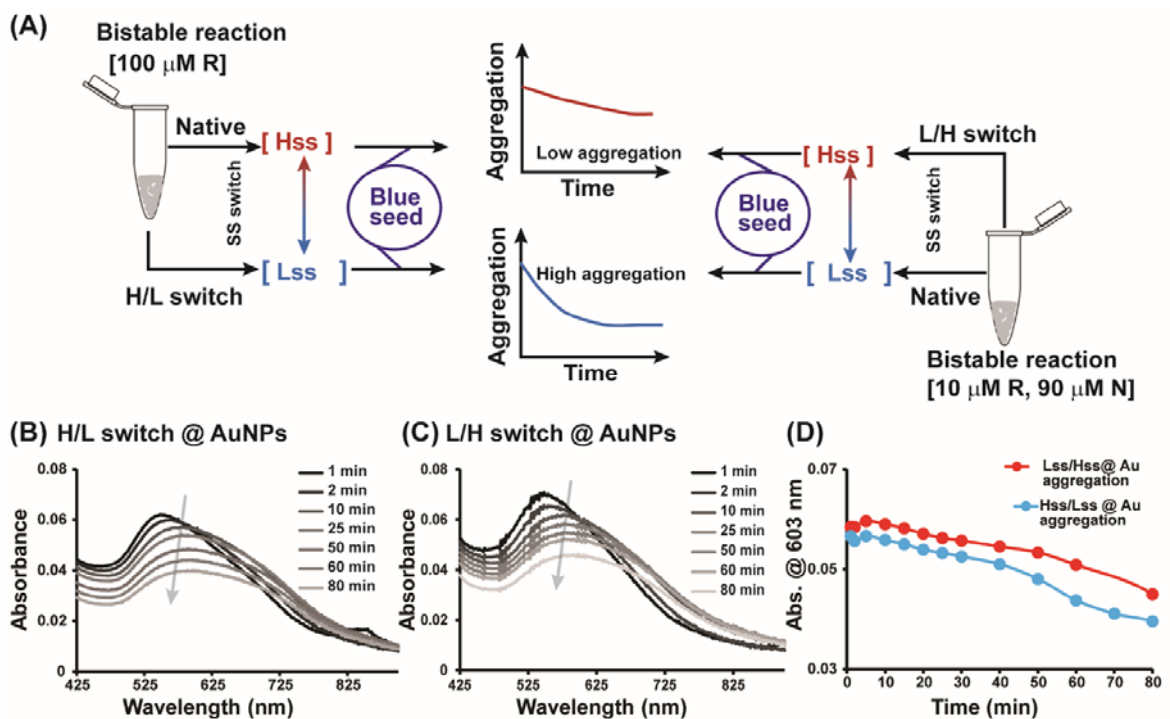 (A)
Bistable reaction
[100 μM R]
Native
[ Hss ]
SS switch
Blue
seed
[ Lss ]
H/L switch
Aggregation
Low aggregation
Time
Aggregation
High aggregation
Time
L/H switch
[ Hss ]
Blue
seed
SS switch
[ Lss ]
Native
Bistable reaction
[10 μM R, 90 μM N]
(B) H/L switch @ AuNPs
Absorbance
0.08
0.06
0.04
0.02
0
425 525 625 725 825
Wavelength (nm)
1 min
2 min
10 min
25 min
50 min
60 min
80 min
(C) L/H switch @ AuNPs
Absorbance
0.08
0.06
0.04
0.02
0
425 525 625 725 825
Wavelength (nm)
1 min
2 min
10 min
25 min
50 min
60 min
80 min
(D)
Abs. @ 603 nm
0.07
0.05
0.03
0 10 20 30 40 50 60 70 80
Time (min)
Lss/Hss@ Au
aggregation
Hss/Lss @ Au
aggregation